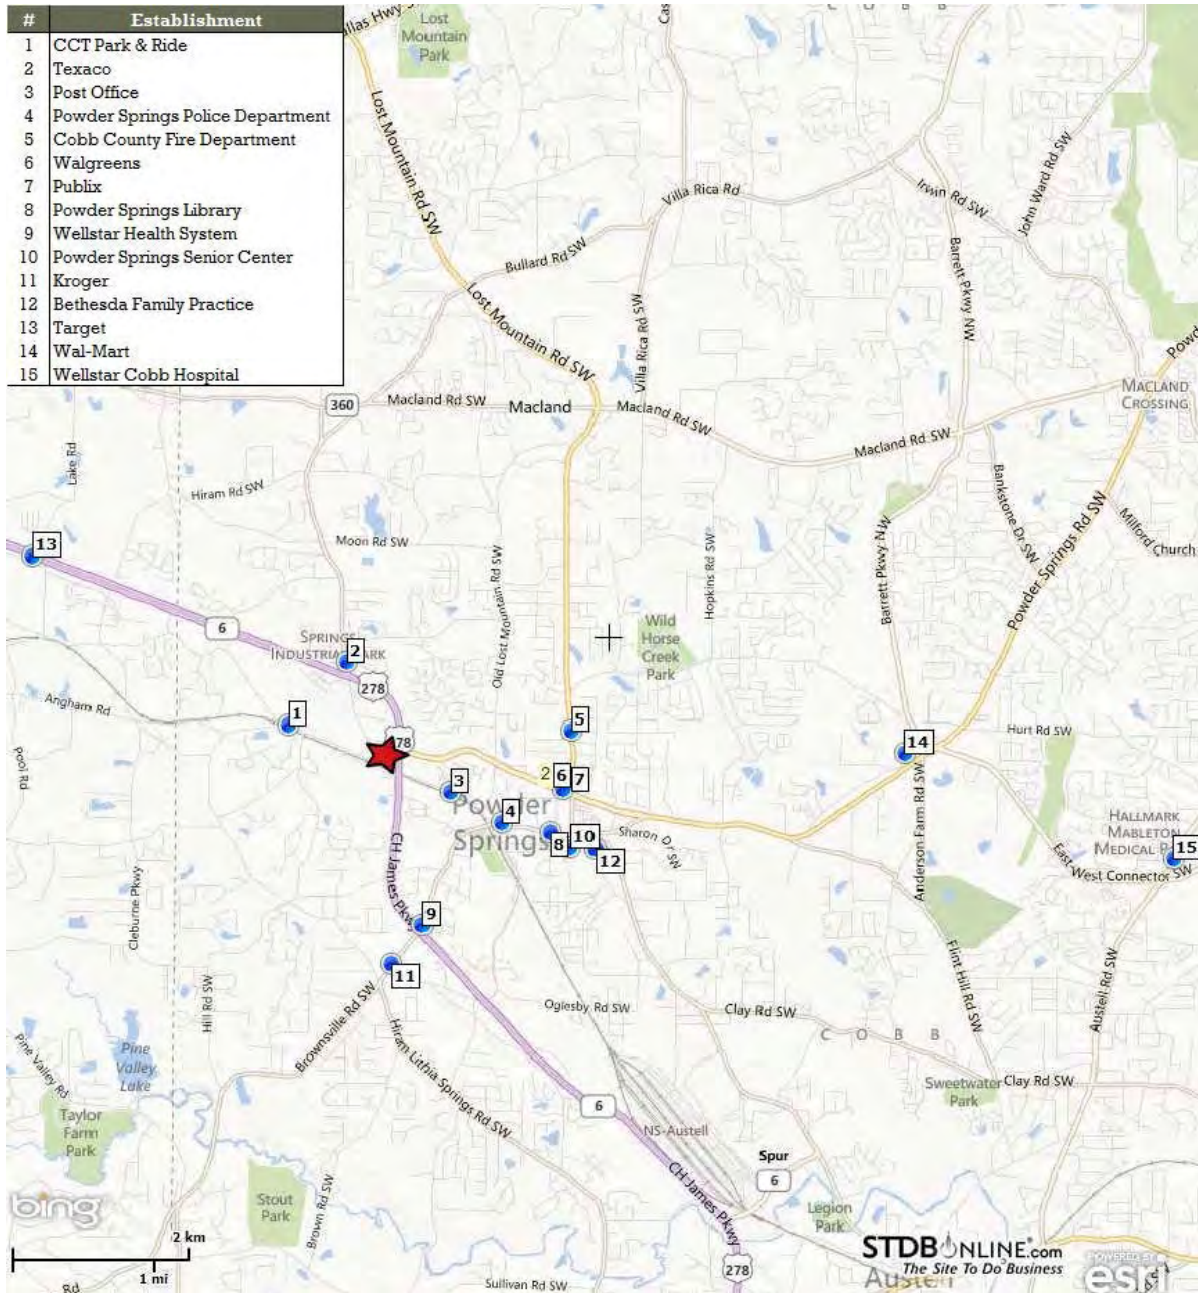 # Establishment
1 CCT Park & Ride
2 Texaco
3 Post Office
4 Powder Springs Police Department
5 Cobb County Fire Department
6 Walgreens
7 Publix
8 Powder Springs Library
9 Wellstar Health System
10 Powder Springs Senior Center
11 Kroger
12 Bethesda Family Practice
13 Target
14 Wal-Mart
15 Wellstar Cobb Hospital
Lost
Mountain
Park
C O B B
Lost Mountain Rd SW
Villa Rica Rd
Irwin Rd SW
John Ward Rd SW
Bullard Rd SW
Barrett Pkwy NW
Lost Mountain Rd SW
Villa Rica Rd SW
MACLAND
CROSSING
360
Macland Rd SW
Macland
Macland Rd SW
Macland Rd SW
Lake Rd
Hiram Rd SW
Bankstone Dr SW
Powder Springs Rd SW
Milford Church
Moon Rd SW
13
Old Lost Mountain Rd SW
Hopkins Rd SW
Barrett Pkwy NW
6
SPRINGS
2
Wild
Horse
Creek
Park
278
Angham Rd
1
5
Hurt Rd SW
14
Pool Rd
78
3
2
6
7
Powder
Springs
4
8
10
12
Sharon Dr SW
HALLMARK
MABLETON
MEDICAL
15
CH James Pkwy
Anderson Farm Rd SW
East-West Connector SW
Cleburne Pkwy
9
11
Hill Rd SW
Flint Hill Rd SW
Austell Rd SW
Brownsville Rd SW
Oglesby Rd SW
Clay Rd SW
C O B B
Hiram Lithia Springs Rd SW
Pine
Valley
Lake
Pine Valley Rd
Sweetwater
Park
Clay Rd SW
Taylor
Farm
Park
6
NS-Austell
Spur
6
CH James Pkwy
Stout
Park
Brown Rd SW
Legion
Park
bing
2 km
1 mi
Rd
Sullivan Rd SW
278
STDBONLINE.com
The Site To Do Business
POWERED BY
esri